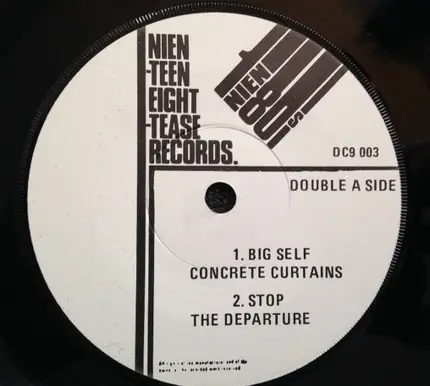 NIEN
-TEEN
EIGHT
-TEASE
RECORDS.
NIEN
80s
DC9 003
DOUBLE A SIDE
1. BIG SELF
CONCRETE CURTAINS
2. STOP
THE DEPARTURE